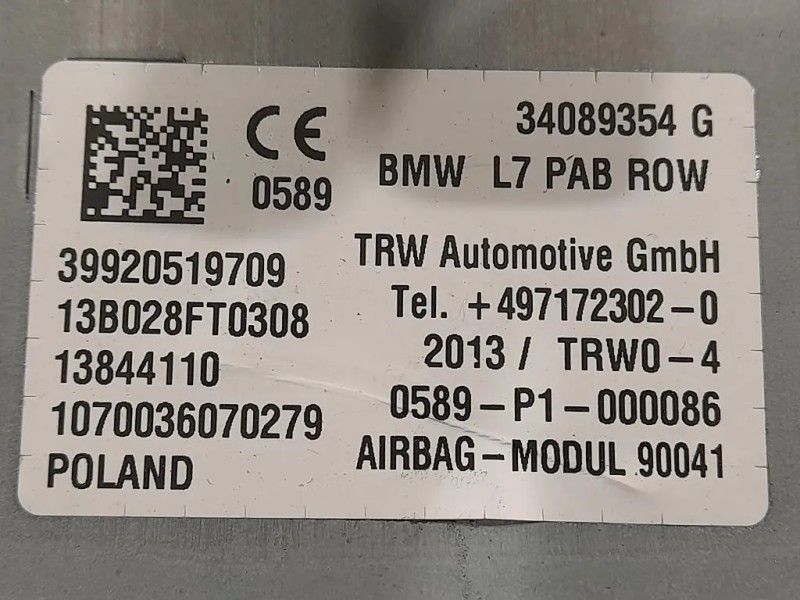 CE
0589
34089354 G
BMW L7 PAB ROW
39920519709
13B028FT0308
13844110
1070036070279
POLAND
TRW Automotive GmbH
Tel. +497172302-0
2013 / TRW0-4
0589-P1-000086
AIRBAG-MODUL 90041